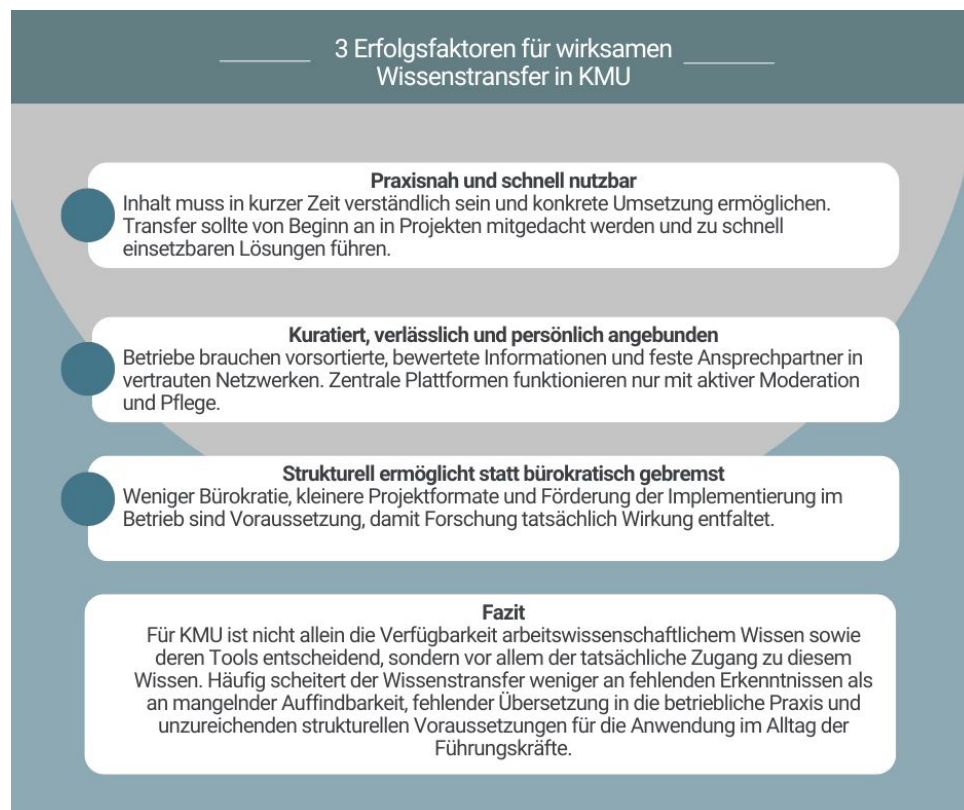 3 Erfolgsfaktoren für wirksamen
Wissenstransfer in KMU
Praxisnah und schnell nutzbar
Inhalt muss in kurzer Zeit verständlich sein und konkrete Umsetzung ermöglichen.
Transfer sollte von Beginn an in Projekten mitgedacht werden und zu schnell
einsetzbaren Lösungen führen.
Kuratiert, verlässlich und persönlich angebunden
Betriebe brauchen vorsortierte, bewertete Informationen und feste Ansprechpartner in
vertrauten Netzwerken. Zentrale Plattformen funktionieren nur mit aktiver Moderation
und Pflege.
Strukturell ermöglicht statt bürokratisch gebremst
Weniger Bürokratie, kleinere Projektformate und Förderung der Implementierung im
Betrieb sind Voraussetzung, damit Forschung tatsächlich Wirkung entfaltet.
Fazit
Für KMU ist nicht allein die Verfügbarkeit arbeitswissenschaftlichem Wissen sowie
deren Tools entscheidend, sondern vor allem der tatsächliche Zugang zu diesem
Wissen. Häufig scheitert der Wissenstransfer weniger an fehlenden Erkenntnissen als
an mangelnder Auffindbarkeit, fehlender Übersetzung in die betriebliche Praxis und
unzureichenden strukturellen Voraussetzungen für die Anwendung im Alltag der
Führungskräfte.